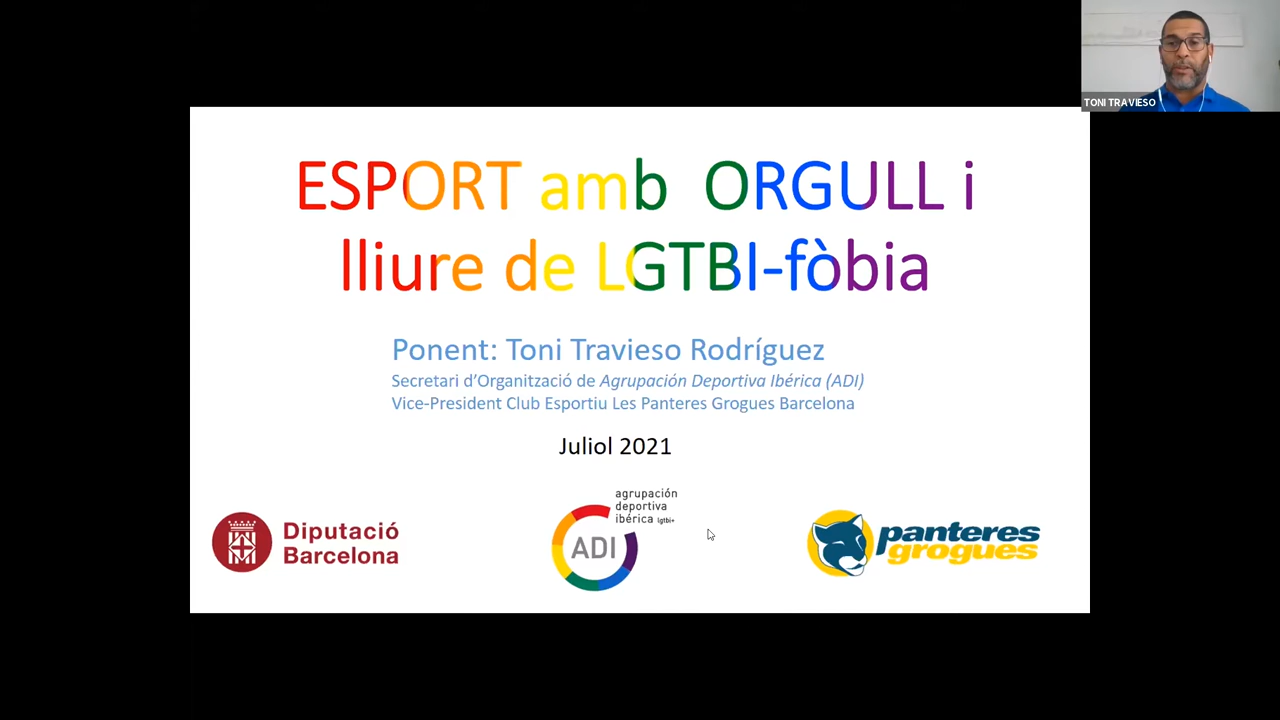 TONI TRAVIESO
ESPORT amb ORGULL i
lliure de LGTBI-fòbia
Ponent: Toni Travieso Rodríguez
Secretari d’Organització de Agrupación Deportiva Ibérica (ADI)
Vice-President Club Esportiu Les Panteres Grogues Barcelona
Juliol 2021
Diputació
Barcelona
agrupación
deportiva
ibérica lgtbi+
ADI
panteres
grogues